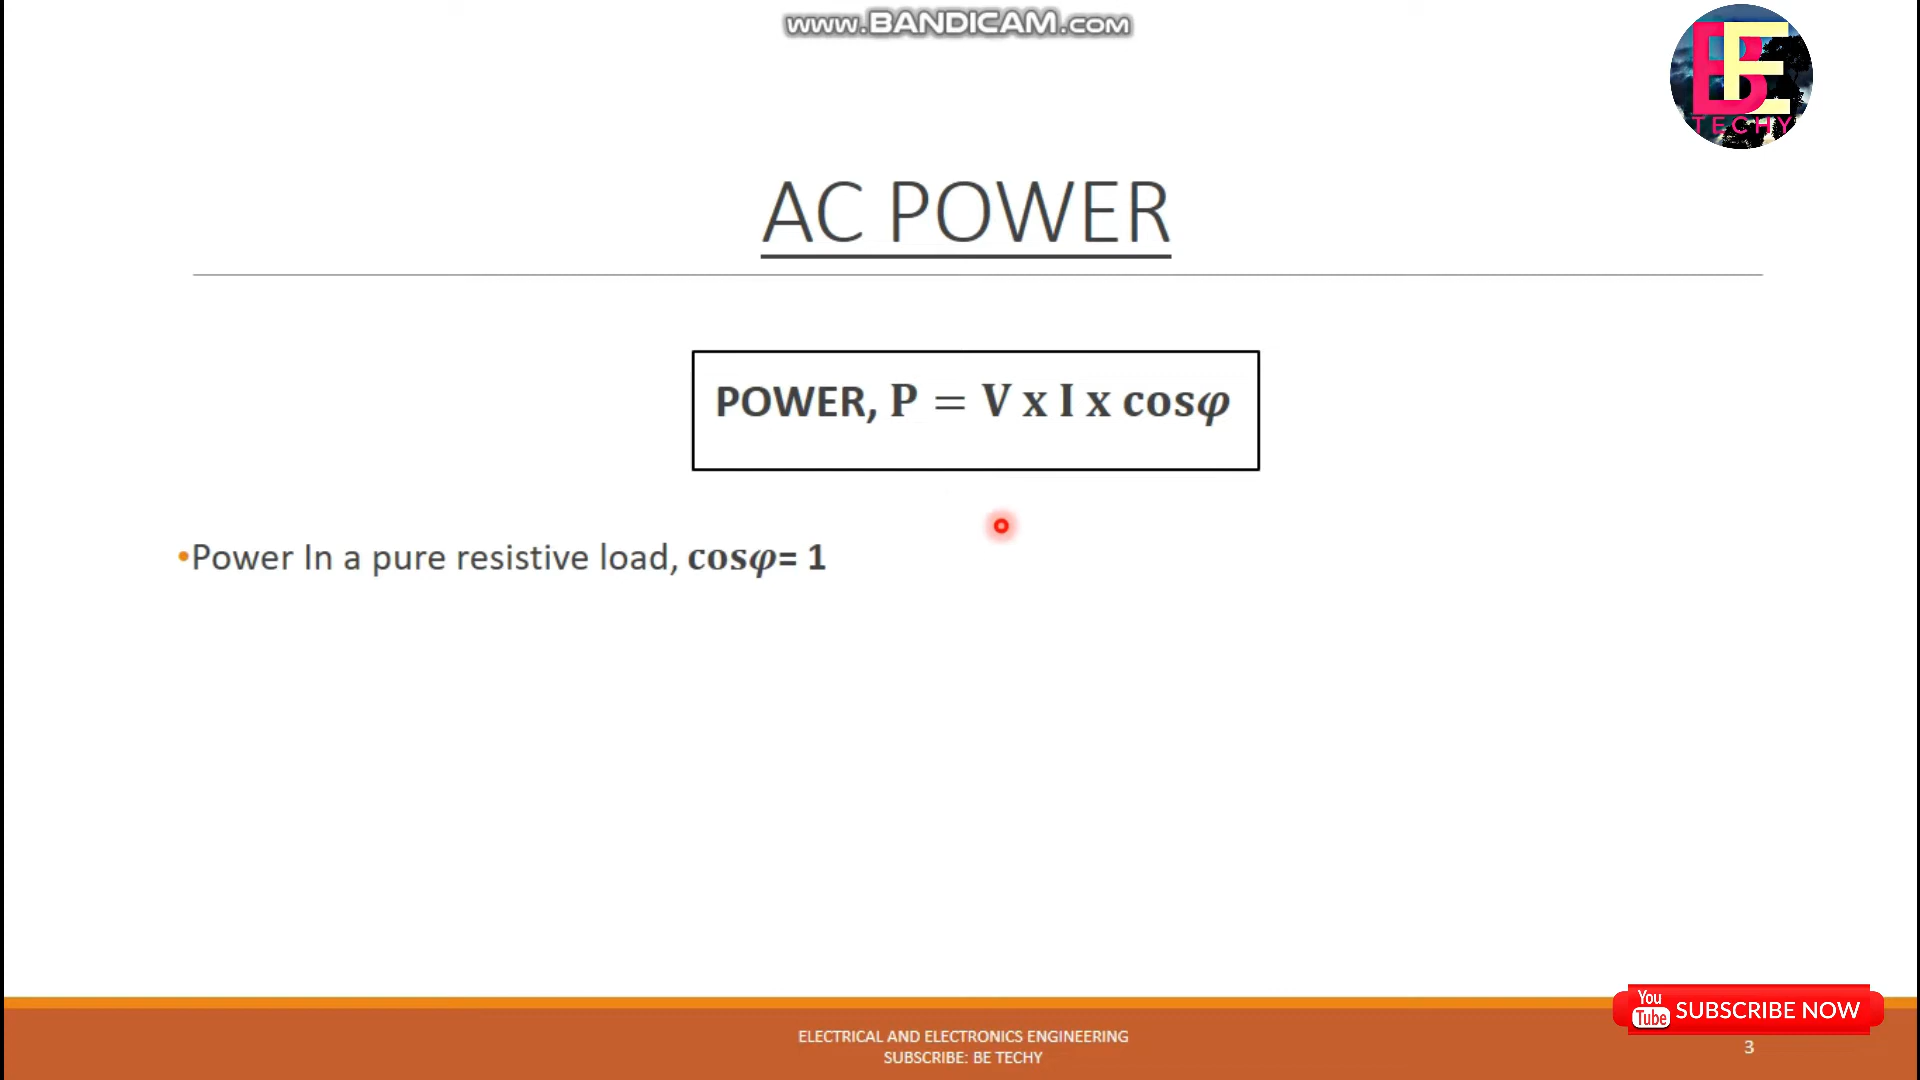 www.BANDICAM.com
BE
TECHY
AC POWER
POWER, P = V x I x cosφ
•Power In a pure resistive load, cosφ= 1
You
Tube SUBSCRIBE NOW
ELECTRICAL AND ELECTRONICS ENGINEERING
SUBSCRIBE: BE TECHY
3